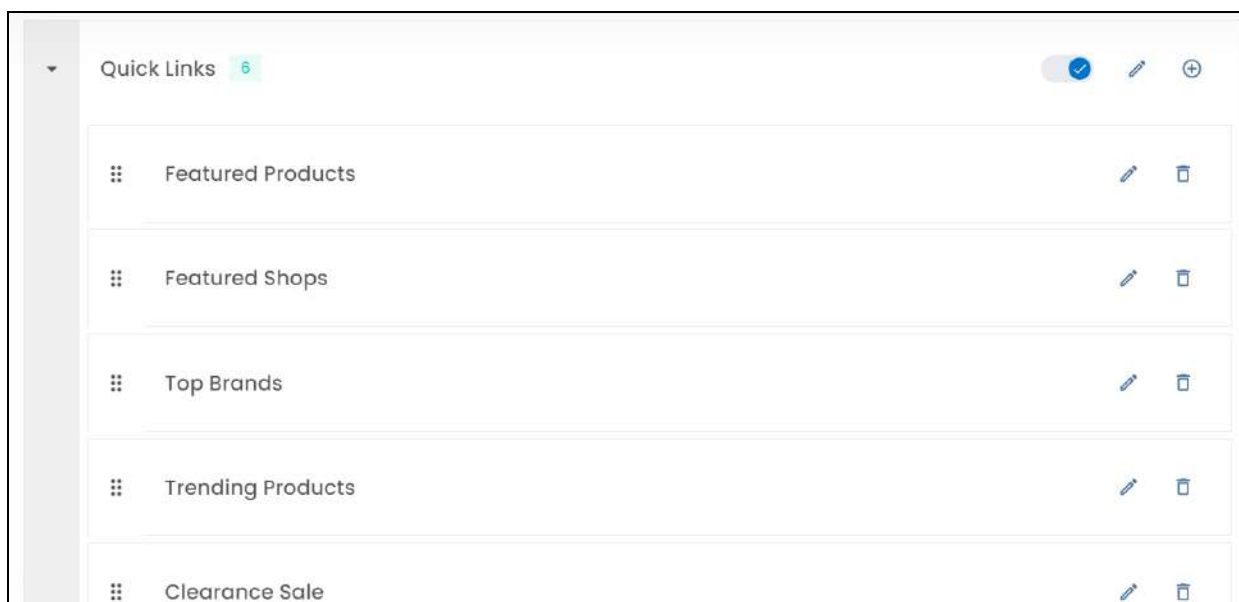 Quick Links 6
Featured Products
Featured Shops
Top Brands
Trending Products
Clearance Sale